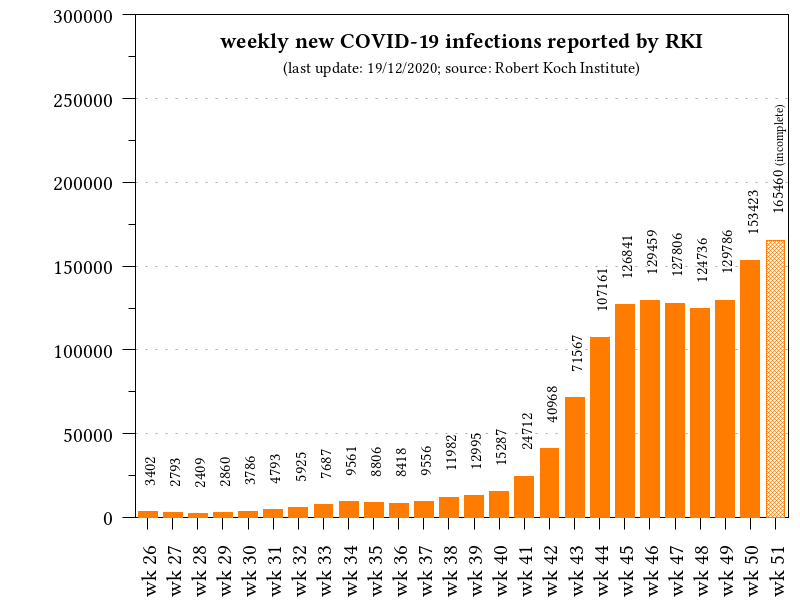 weekly new COVID-19 infections reported by RKI
(last update: 19/12/2020; source: Robert Koch Institute)
300000
250000
200000
150000
100000
50000
0
3402
2793
2409
2860
3786
4793
5925
7687
9561
8806
8418
9556
11982
12995
15287
24712
40968
71567
107161
126841
129459
127806
124736
129786
153423
165460 (incomplete)
wk 26
wk 27
wk 28
wk 29
wk 30
wk 31
wk 32
wk 33
wk 34
wk 35
wk 36
wk 37
wk 38
wk 39
wk 40
wk 41
wk 42
wk 43
wk 44
wk 45
wk 46
wk 47
wk 48
wk 49
wk 50
wk 51